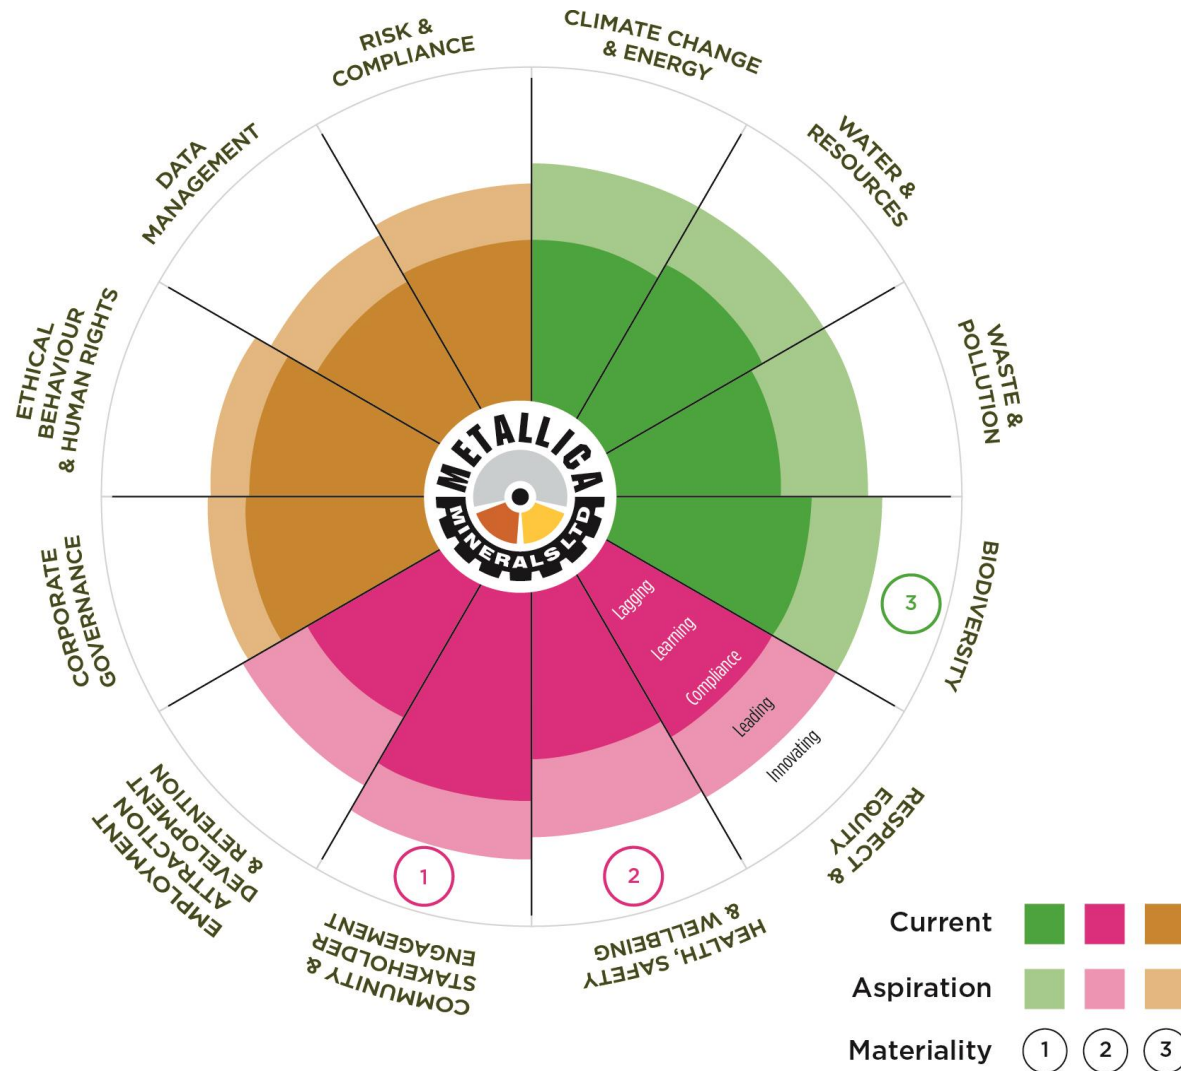 CLIMATE CHANGE
& ENERGY
WATER &
RESOURCES
WASTE &
POLLUTION
BIODIVERSITY
3
RESPECT &
EQUITY
HEALTH, SAFETY
& WELLBEING
2
COMMUNITY &
STAKEHOLDER
ENGAGEMENT
1
EMPLOYMENT
ATTRACTION
DEVELOPMENT
& RETENTION
CORPORATE
GOVERNANCE
ETHICAL
BEHAVIOUR
& HUMAN RIGHTS
DATA
MANAGEMENT
RISK &
COMPLIANCE
METALLICA
MINERALS LTD
Lagging
Learning
Compliance
Leading
Innovating
Current
Aspiration
Materiality 1 2 3